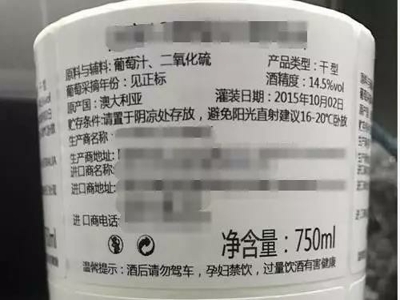 原料与辅料：葡萄汁、二氧化硫
产品类型：干型
葡萄采摘年份：见正标
酒精度：14.5%vol
原产国：澳大利亚
灌装日期：2015年10月02日
贮存条件：请置于阴凉处存放，避免阳光直射建议16-20℃卧放
生产商名称：
生产商地址：
进口商名称：
进口商地址：
进口商电话：
净含量：750ml
温馨提示：酒后请勿驾车，孕妇禁饮，过量饮酒有害健康